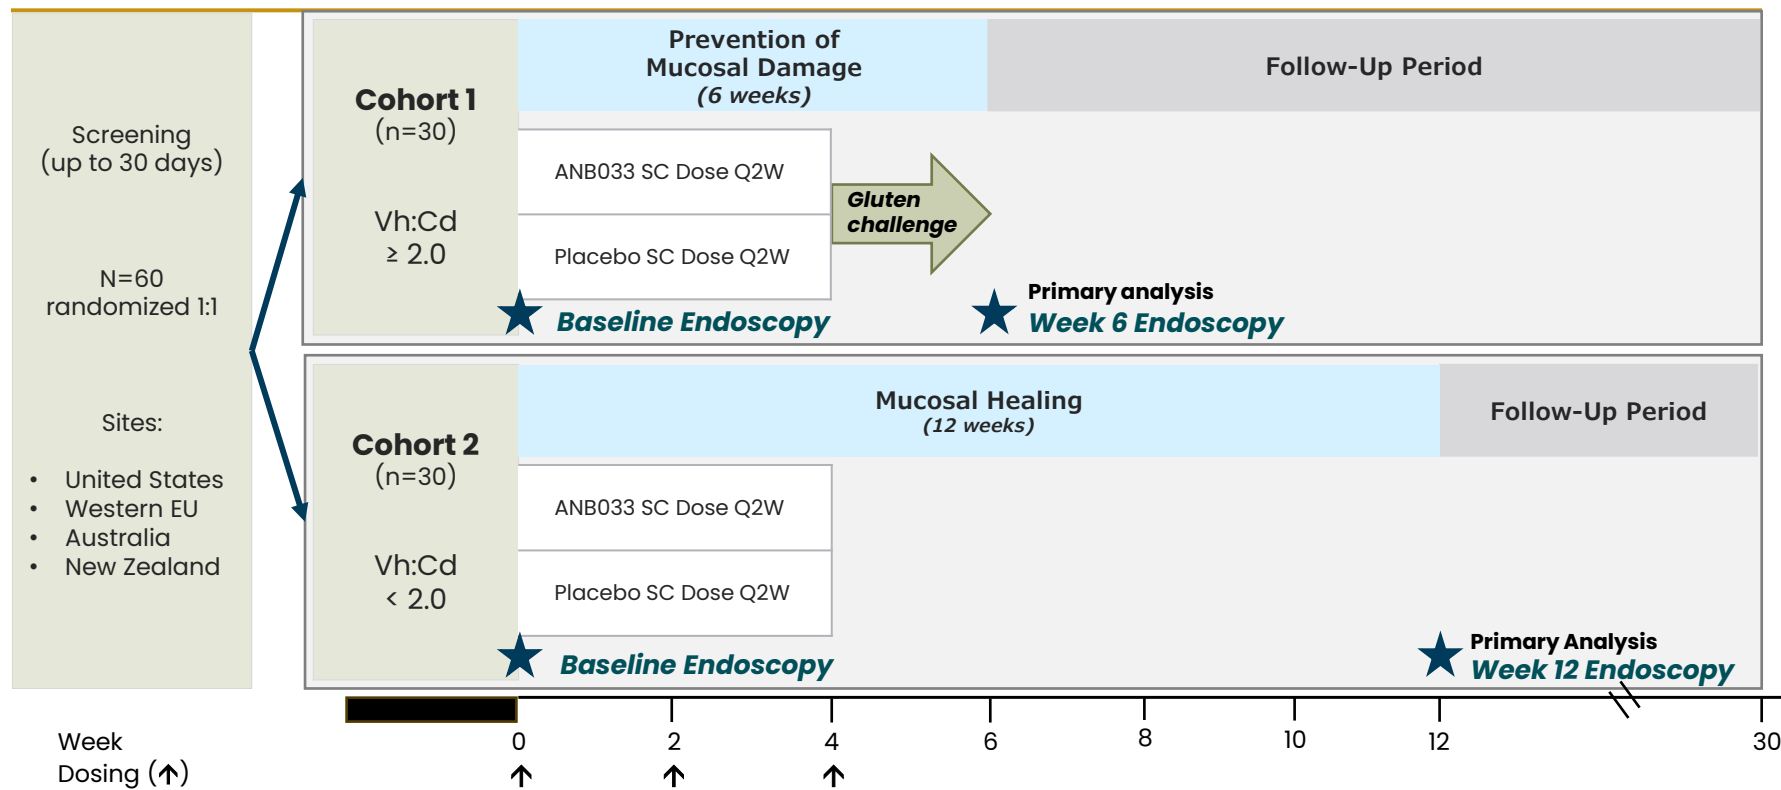 Screening
(up to 30 days)
N=60
randomized 1:1
Sites:
• United States
• Western EU
• Australia
• New Zealand
Cohort 1
(n=30)
Vh:Cd
≥ 2.0
Prevention of
Mucosal Damage
(6 weeks)
Follow-Up Period
ANB033 SC Dose Q2W
Placebo SC Dose Q2W
Gluten
challenge
Baseline Endoscopy
Primary analysis
Week 6 Endoscopy
Cohort 2
(n=30)
Vh:Cd
< 2.0
Mucosal Healing
(12 weeks)
Follow-Up Period
ANB033 SC Dose Q2W
Placebo SC Dose Q2W
Baseline Endoscopy
Primary Analysis
Week 12 Endoscopy
Week 0 2 4 6 8 10 12 30
Dosing (↑) ↑ ↑ ↑